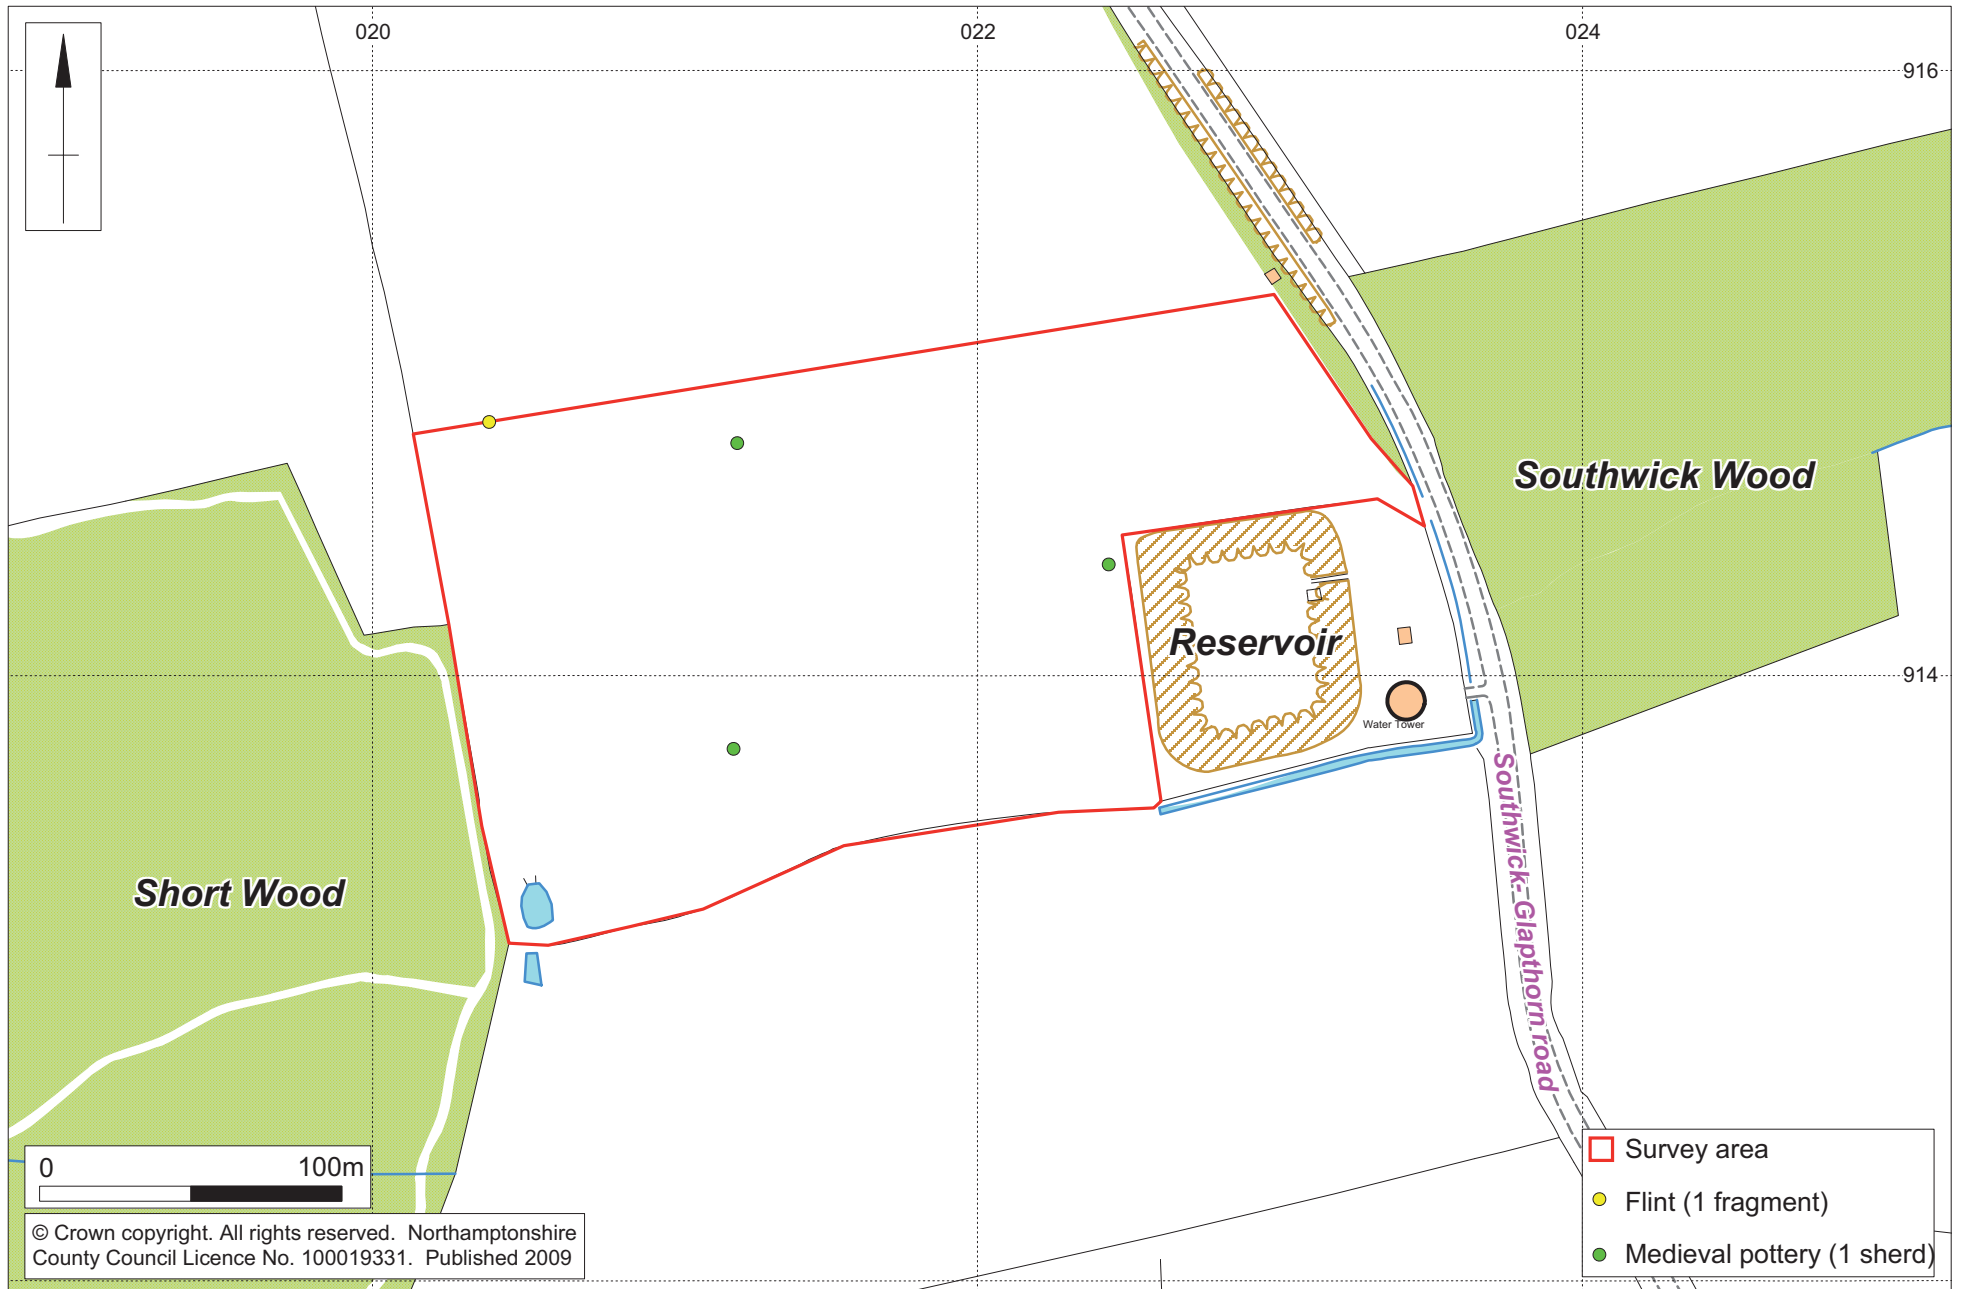 020
022
024
916
Southwick Wood
Reservoir
914
Water Tower
Southwick- Glapthorn road
Short Wood
0 100m
© Crown copyright. All rights reserved. Northamptonshire
County Council Licence No. 100019331. Published 2009
Survey area
Flint (1 fragment)
Medieval pottery (1 sherd)